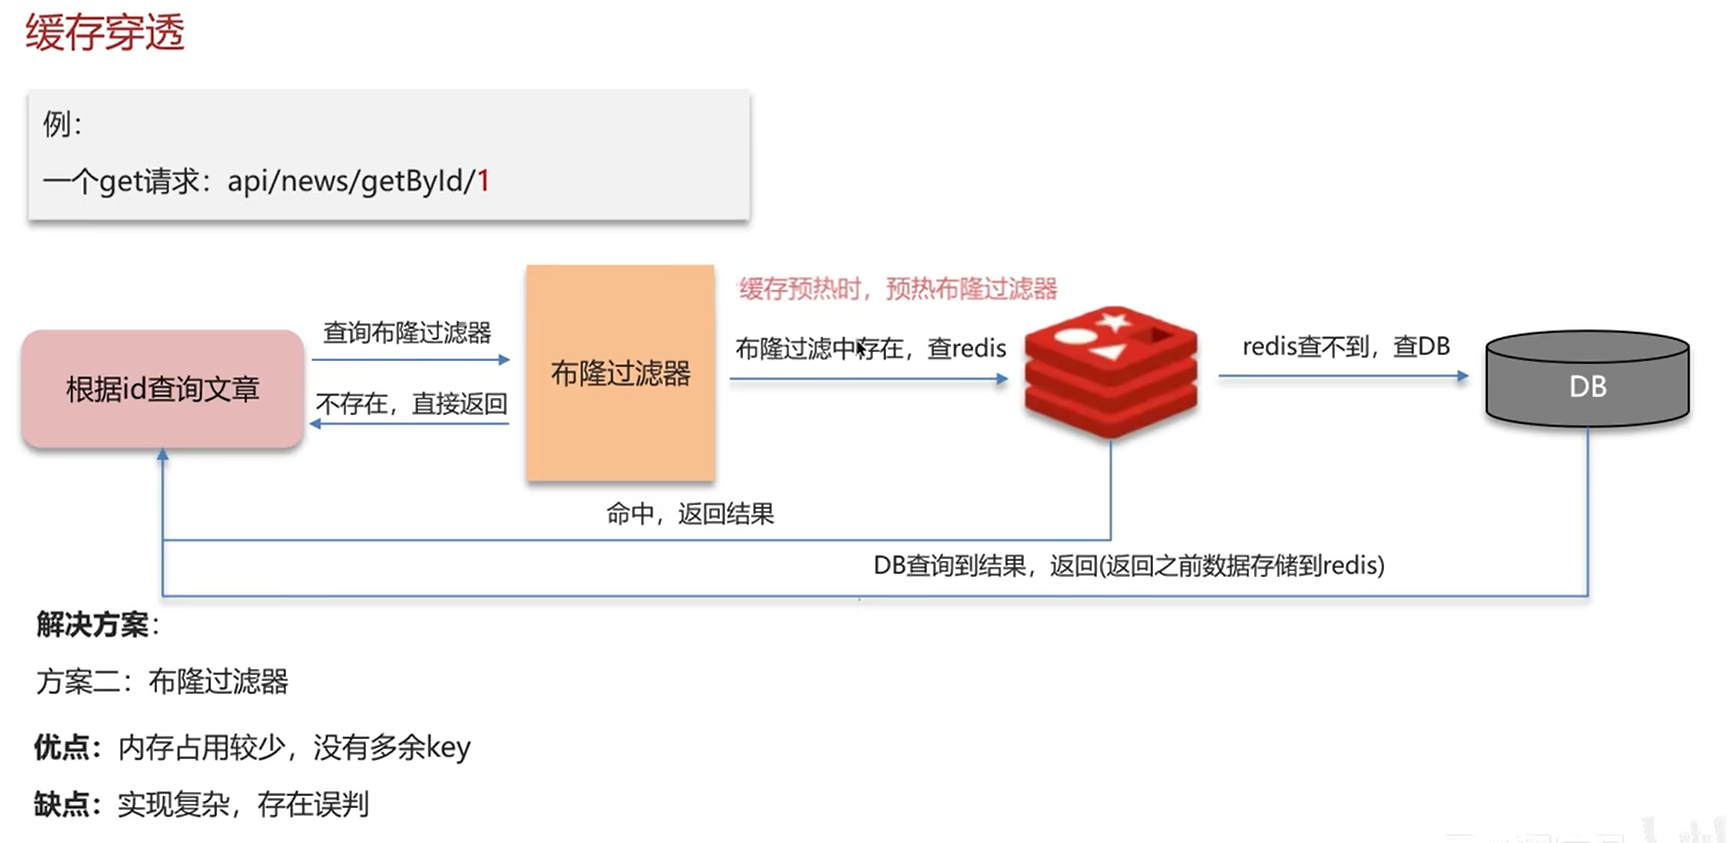 缓存穿透
例：
一个get请求：api/news/getById/1
缓存预热时，预热布隆过滤器
查询布隆过滤器
布隆过滤中存在，查redis
redis查不到，查DB
根据id查询文章
布隆过滤器
DB
不存在，直接返回
命中，返回结果
DB查询到结果，返回(返回之前数据存储到redis)
解决方案：
方案二：布隆过滤器
优点：内存占用较少，没有多余key
缺点：实现复杂，存在误判